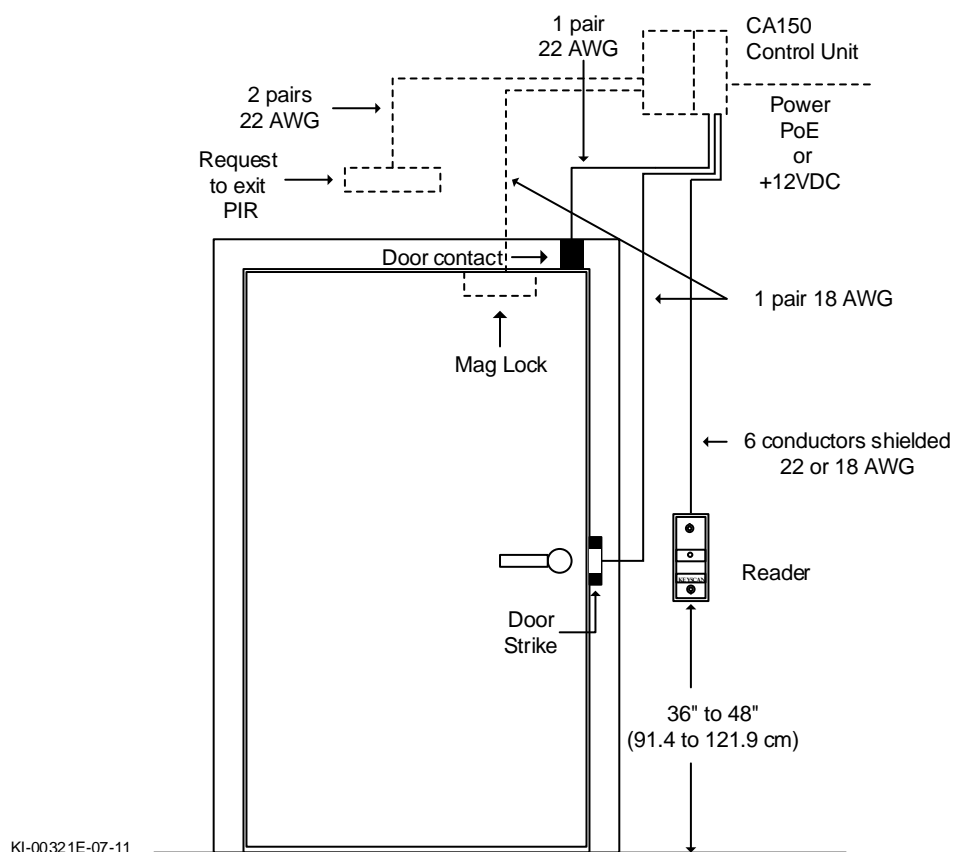 1 pair
22 AWG
CA150
Control Unit
2 pairs
22 AWG
Power
PoE
or
+12VDC
Request
to exit
PIR
Door contact
1 pair 18 AWG
Mag Lock
6 conductors shielded
22 or 18 AWG
KEYSCAN
Reader
Door
Strike
36" to 48"
(91.4 to 121.9 cm)
KI-00321E-07-11